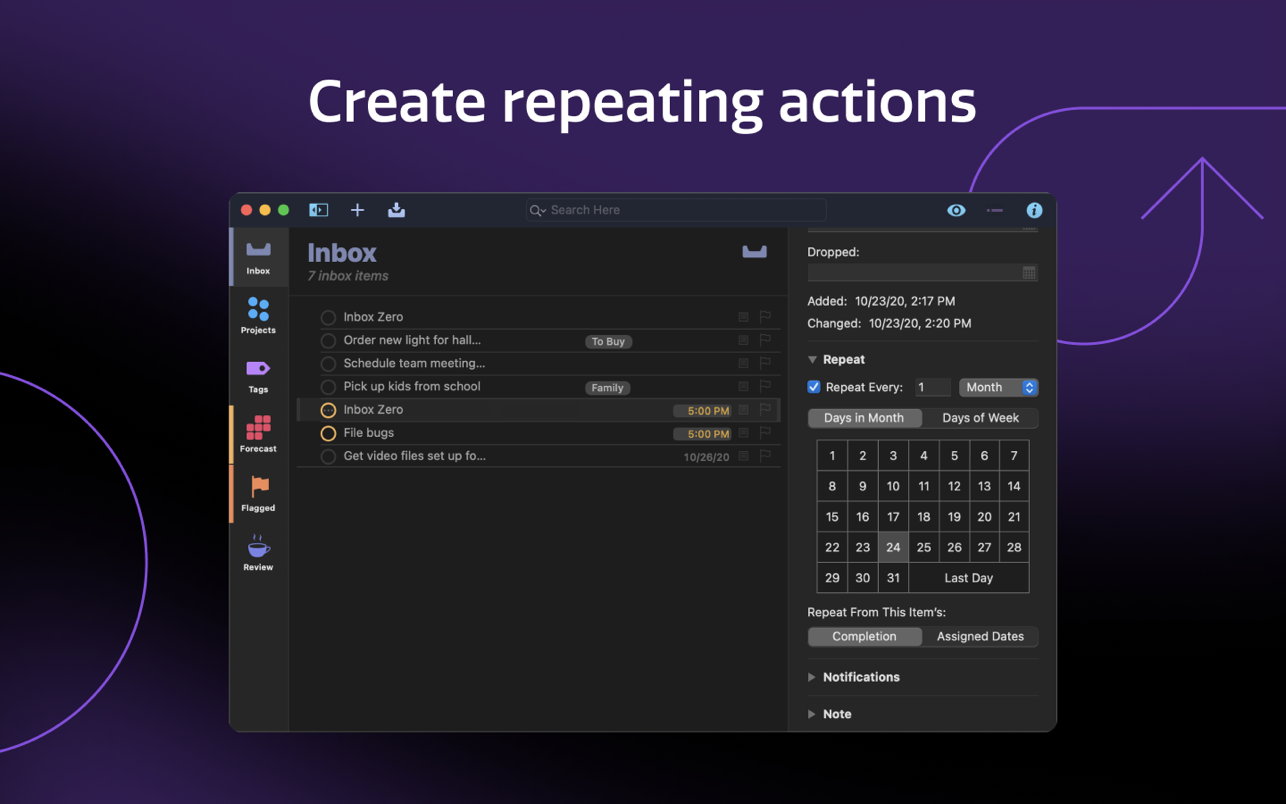 Create repeating actions
Search Here
Inbox
Projects
Tags
Forecast
Flagged
Review
Inbox
7 inbox items
Inbox Zero
Order new light for hall... To Buy
Schedule team meeting...
Pick up kids from school Family
Inbox Zero 5:00 PM
File bugs 5:00 PM
Get video files set up fo... 10/26/20
Dropped:
Added: 10/23/20, 2:17 PM
Changed: 10/23/20, 2:20 PM
Repeat
Repeat Every: 1 Month
Days in Month Days of Week
1 2 3 4 5 6 7
8 9 10 11 12 13 14
15 16 17 18 19 20 21
22 23 24 25 26 27 28
29 30 31 Last Day
Repeat From This Item's:
Completion Assigned Dates
Notifications
Note